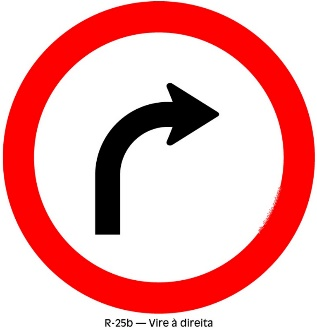 R-25b — Vire à direita